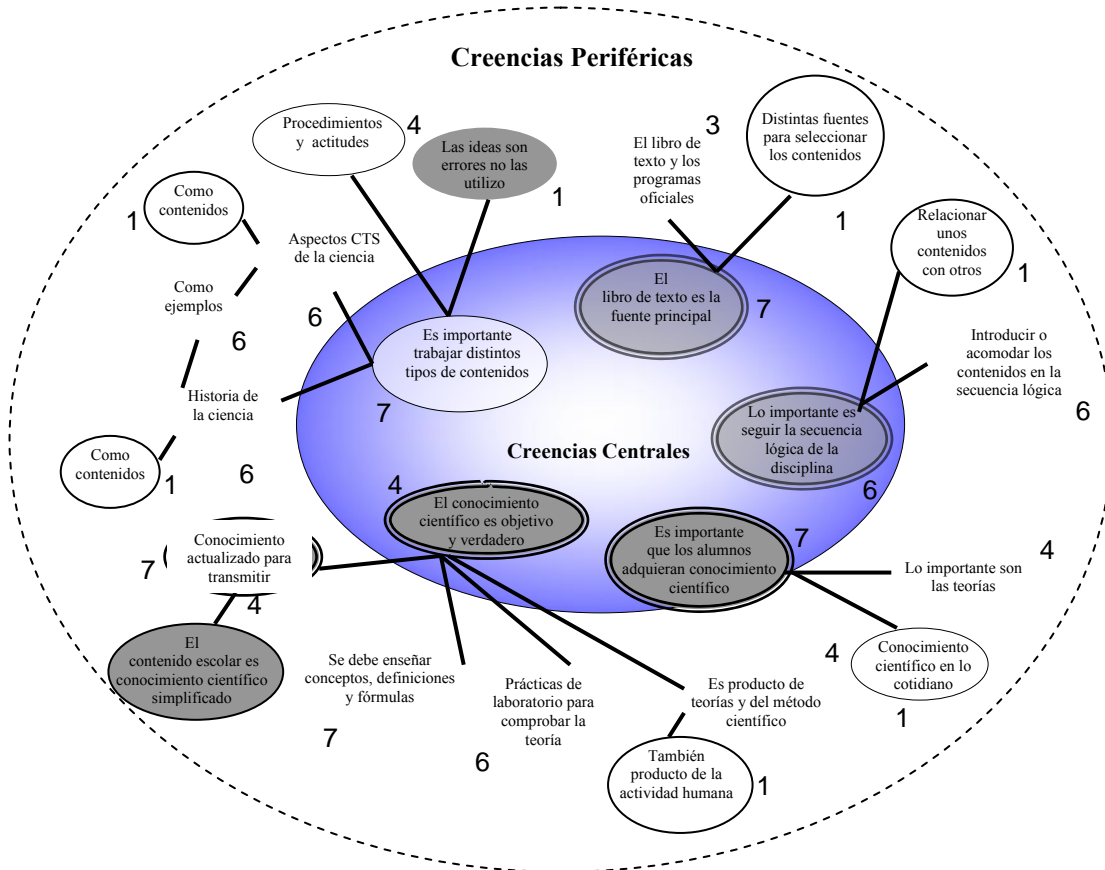 Creencias Periféricas
Procedimientos
y actitudes
4
Las ideas son
errores no las
utilizo
1
3
El libro de
texto y los
programas
oficiales
Distintas fuentes
para seleccionar
los contenidos
1
Como
contenidos
1
Aspectos CTS
de la ciencia
6
Como
ejemplos
6
Relacionar
unos
contenidos
con otros
1
El
libro de texto es la
fuente principal
7
Es importante
trabajar distintos
tipos de contenidos
7
Introducir o
acomodar los
contenidos en la
secuencia lógica
6
Historia de
la ciencia
6
Como
contenidos
1
Lo importante es
seguir la secuencia
lógica de la
disciplina
6
Creencias Centrales
4
El conocimiento
científico es objetivo
y verdadero
Es importante
que los alumnos
adquieran conocimiento
científico
7
Conocimiento
actualizado para
transmitir
7
4
Lo importante son
las teorías
4
El
contenido escolar es
conocimiento científico
simplificado
Se debe enseñar
conceptos, definiciones
y fórmulas
7
Prácticas de
laboratorio para
comprobar la
teoría
6
Es producto de
teorías y del método
científico
4
Conocimiento
científico en lo
cotidiano
1
También
producto de la
actividad humana
1